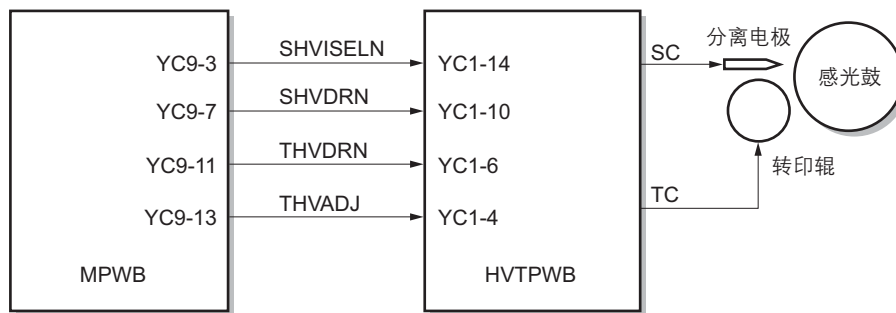 SHVISELN
YC9-3
YC1-14
SC
分离电极
感光鼓
SHVDRN
YC9-7
YC1-10
THVDRN
YC9-11
YC1-6
转印辊
THVADJ
YC9-13
YC1-4
TC
MPWB
HVTPWB